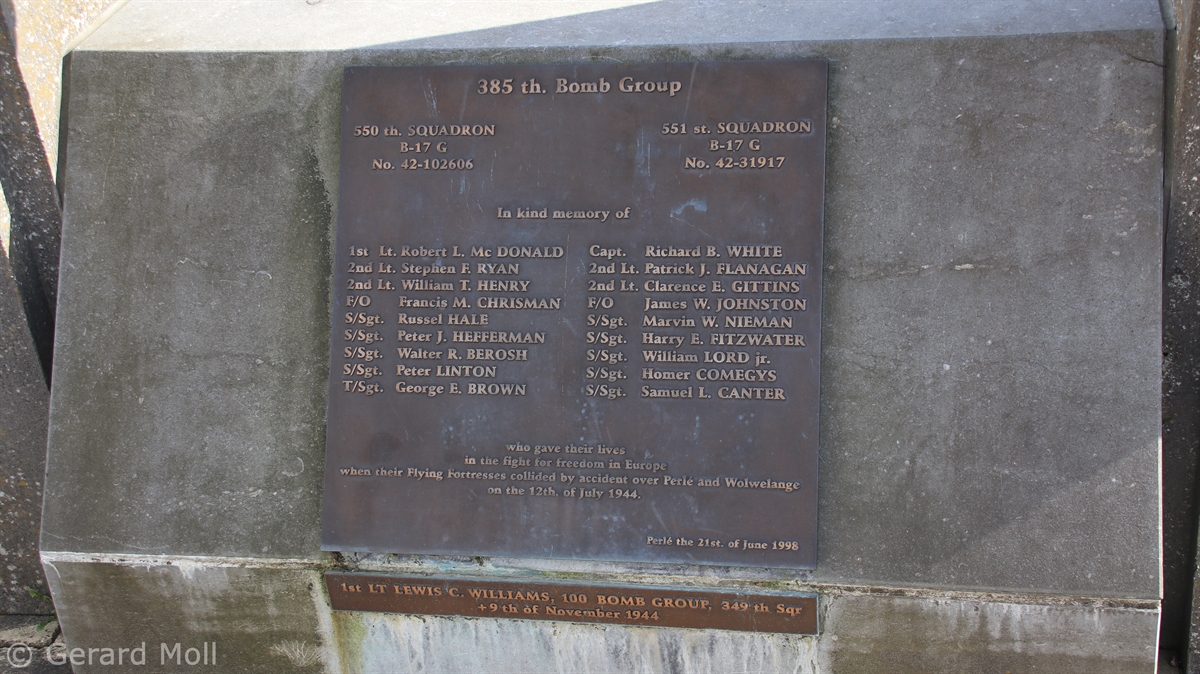 385 th. Bomb Group
550 th. SQUADRON
B-17 G
No. 42-102606
551 st. SQUADRON
B-17 G
No. 42-31917
In kind memory of
1st Lt. Robert L. Mc DONALD
2nd Lt. Stephen F. RYAN
2nd Lt. William T. HENRY
F/O Francis M. CHRISMAN
S/Sgt. Russel HALE
S/Sgt. Peter J. HEFFERMAN
S/Sgt. Walter R. BEROSH
S/Sgt. Peter LINTON
T/Sgt. George E. BROWN
Capt. Richard B. WHITE
2nd Lt. Patrick J. FLANAGAN
2nd Lt. Clarence E. GITTINS
F/O James W. JOHNSTON
S/Sgt. Marvin W. NIEMAN
S/Sgt. Harry E. FITZWATER
S/Sgt. William LORD jr.
S/Sgt. Homer COMEGYS
S/Sgt. Samuel L. CANTER
who gave their lives
in the fight for freedom in Europe
when their Flying Fortresses collided by accident over Perlé and Wolwelange
on the 12th. of July 1944.
Perlé the 21st. of June 1998
1st LT LEWIS C. WILLIAMS, 100 BOMB GROUP, 349 th Sqr
+9 th of November 1944
© Gerard Moll